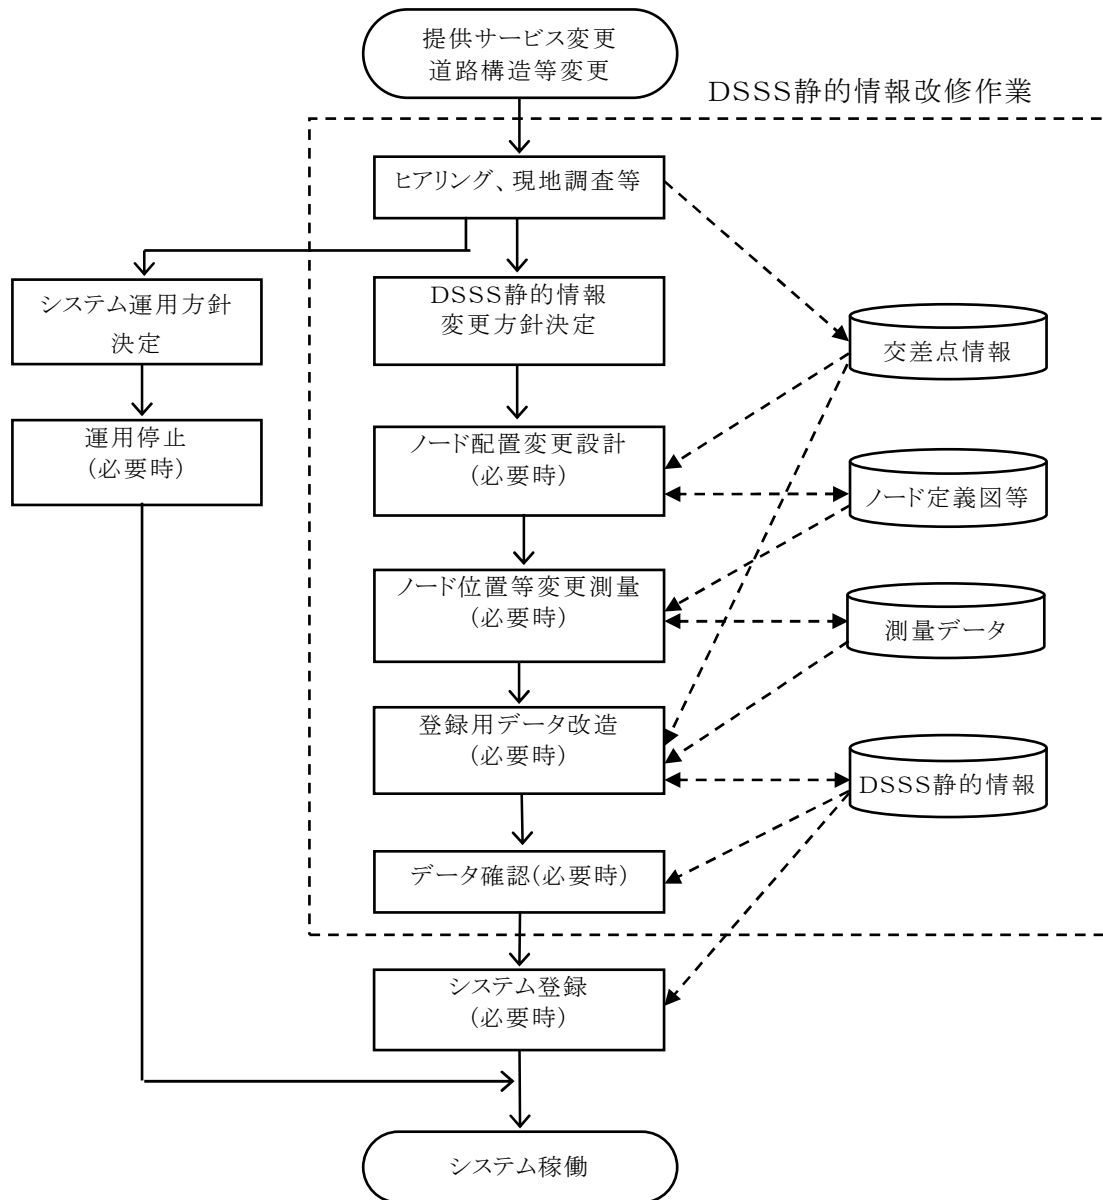 提供サービス変更
道路構造等変更
DSSS静的情報改修作業
ヒアリング、現地調査等
システム運用方針
決定
DSSS静的情報
変更方針決定
交差点情報
運用停止
(必要時)
ノード配置変更設計
(必要時)
ノード定義図等
ノード位置等変更測量
(必要時)
測量データ
登録用データ改造
(必要時)
DSSS静的情報
データ確認(必要時)
システム登録
(必要時)
システム稼働